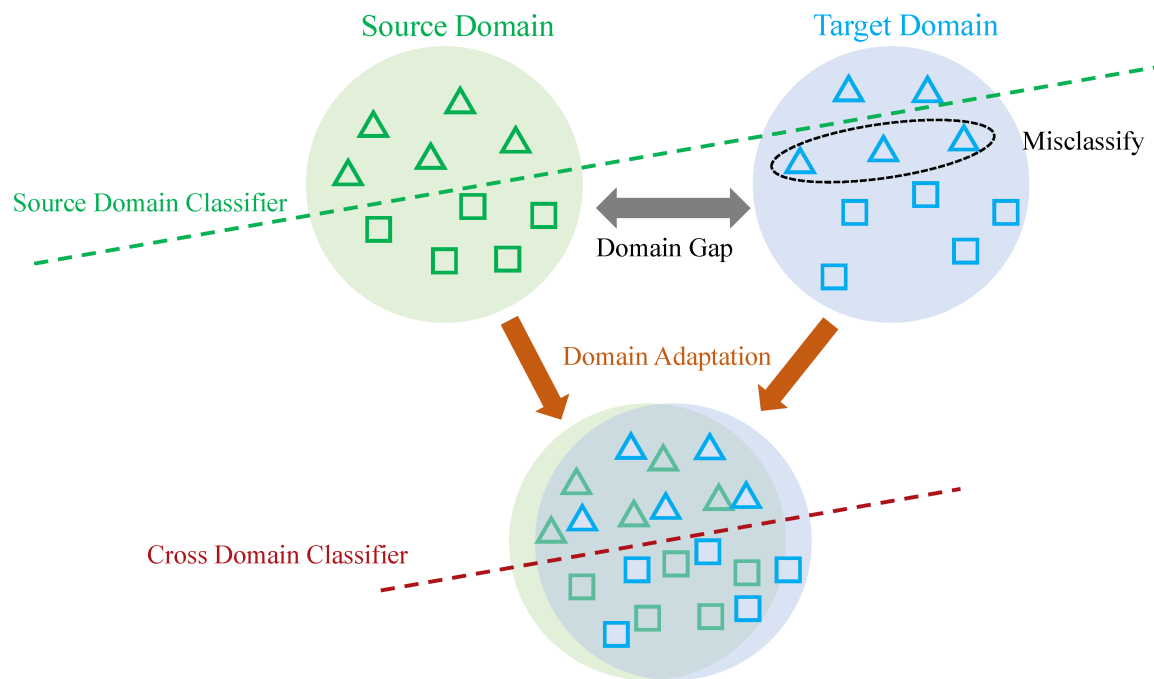 Source Domain
Target Domain
Misclassify
Source Domain Classifier
Domain Gap
Domain Adaptation
Cross Domain Classifier